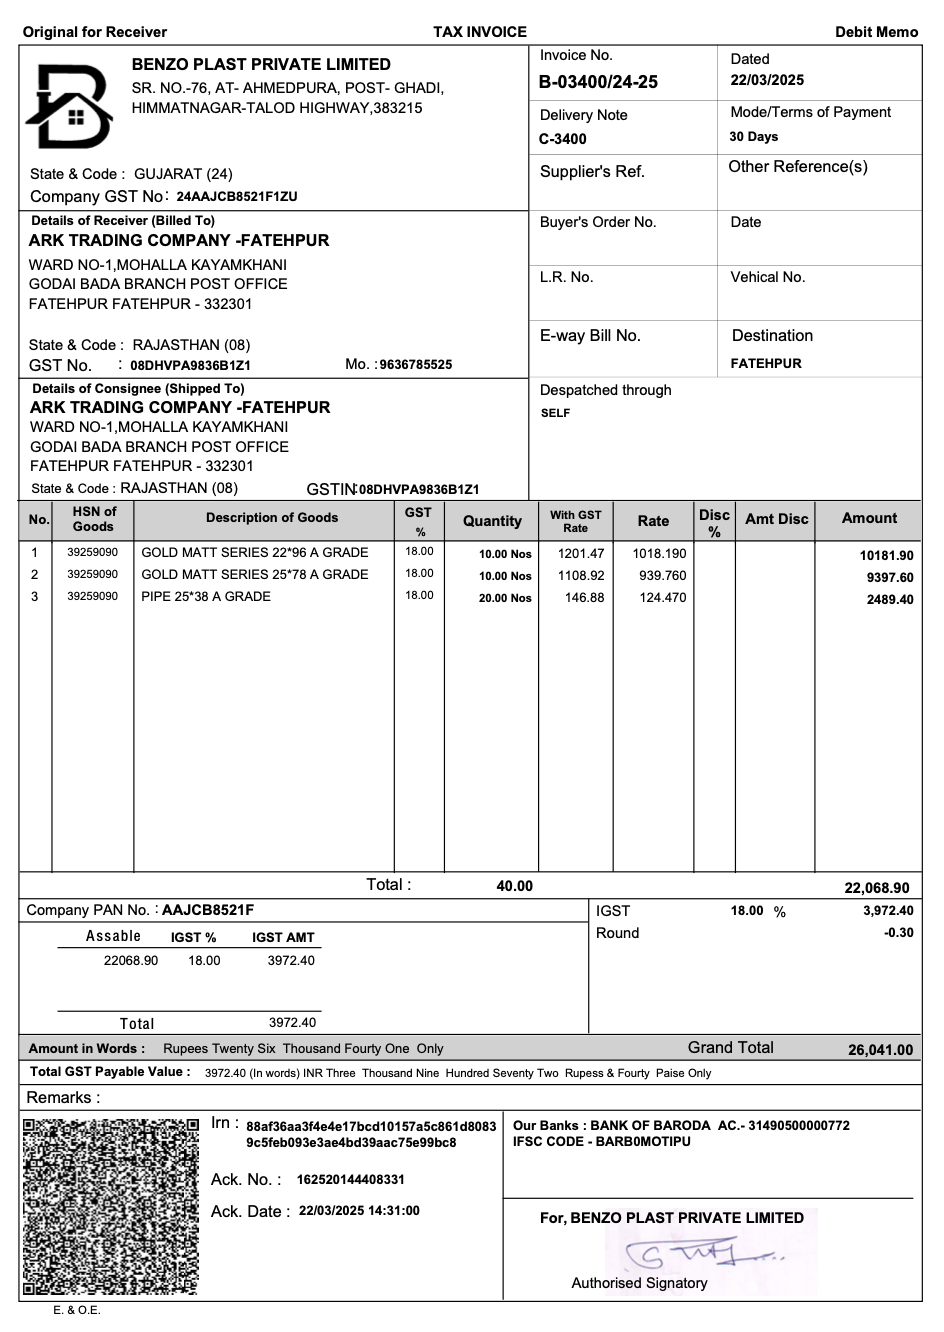 Original for Receiver TAX INVOICE Debit Memo
BENZO PLAST PRIVATE LIMITED
SR. NO.-76, AT- AHMEDPURA, POST- GHADI,
HIMMATNAGAR-TALOD HIGHWAY,383215
State & Code : GUJARAT (24)
Company GST No : 24AAJCB8521F1ZU
Invoice No. Dated
B-03400/24-25 22/03/2025
Delivery Note Mode/Terms of Payment
C-3400 30 Days
Supplier's Ref. Other Reference(s)
Buyer's Order No. Date
L.R. No. Vehical No.
E-way Bill No. Destination
FATEHPUR
Despatched through
SELF
Details of Receiver (Billed To)
ARK TRADING COMPANY -FATEHPUR
WARD NO-1,MOHALLA KAYAMKHANI
GODAI BADA BRANCH POST OFFICE
FATEHPUR FATEHPUR - 332301
State & Code : RAJASTHAN (08)
GST No. : 08DHVPA9836B1Z1 Mo. : 9636785525
Details of Consignee (Shipped To)
ARK TRADING COMPANY -FATEHPUR
WARD NO-1,MOHALLA KAYAMKHANI
GODAI BADA BRANCH POST OFFICE
FATEHPUR FATEHPUR - 332301
State & Code : RAJASTHAN (08) GSTIN:08DHVPA9836B1Z1
No. HSN of Goods Description of Goods GST % Quantity With GST Rate Rate Disc % Amt Disc Amount
1 39259090 GOLD MATT SERIES 22*96 A GRADE 18.00 10.00 Nos 1201.47 1018.190 10181.90
2 39259090 GOLD MATT SERIES 25*78 A GRADE 18.00 10.00 Nos 1108.92 939.760 9397.60
3 39259090 PIPE 25*38 A GRADE 18.00 20.00 Nos 146.88 124.470 2489.40
Total : 40.00 22,068.90
Company PAN No. : AAJCB8521F
Assable IGST % IGST AMT
22068.90 18.00 3972.40
Total 3972.40
IGST 18.00 % 3,972.40
Round -0.30
Amount in Words : Rupees Twenty Six Thousand Fourty One Only Grand Total 26,041.00
Total GST Payable Value : 3972.40 (In words) INR Three Thousand Nine Hundred Seventy Two Rupess & Fourty Paise Only
Remarks :
Irn : 88af36aa3f4e4e17bcd10157a5c861d8083
9c5feb093e3ae4bd39aac75e99bc8
Ack. No. : 162520144408331
Ack. Date : 22/03/2025 14:31:00
Our Banks : BANK OF BARODA AC.- 31490500000772
IFSC CODE - BARB0MOTIPU
For, BENZO PLAST PRIVATE LIMITED
Authorised Signatory
E. & O.E.